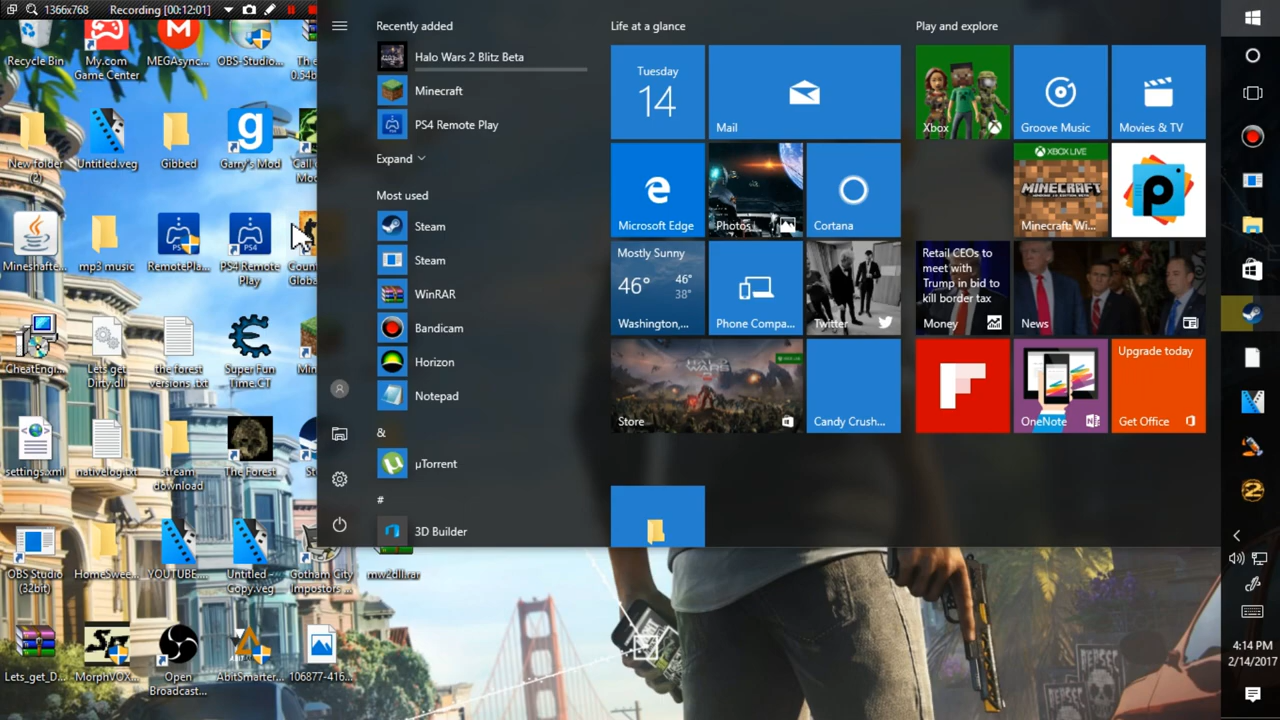 1366x768
Recording [00:12:01]
Recycle Bin
My.com
Game Center
MEGAsync...
OBS-Studio...
0.54b
New folder
(2)
Untitled.veg
Gibbed
Garry's Mod
Mineshafte...
mp3 music
RemotePla...
PS4 Remote
Play
CheatEngi...
Lets get
Dirty.dll
the forest
versions.txt
Super Fun
Time.CT
settings.xml
nativelog.txt
stream
download
The Forest
OBS Studio
(32bit)
HomeSwee...
YOUTUBE....
Untitled -
Copy.veg
Gotham City
Impostors
mw2dll.rar
Lets_get_D...
MorphVOX...
Open
Broadcast...
AbitSmarter...
106877-416...
Recently added
Halo Wars 2 Blitz Beta
Minecraft
PS4 Remote Play
Expand
Most used
Steam
Steam
WinRAR
Bandicam
Horizon
Notepad
&
µTorrent
#
3D Builder
Life at a glance
Tuesday
14
Mail
Microsoft Edge
Photos
Cortana
Mostly Sunny
46°
46°
38°
Washington,...
Phone Compa...
Twitter
Store
Candy Crush...
Play and explore
Xbox
Groove Music
Movies & TV
XBOX LIVE
MINECRAFT
Minecraft: Wi...
Retail CEOs to
meet with
Trump in bid to
kill border tax
Money
News
OneNote
Upgrade today
Get Office
4:14 PM
2/14/2017